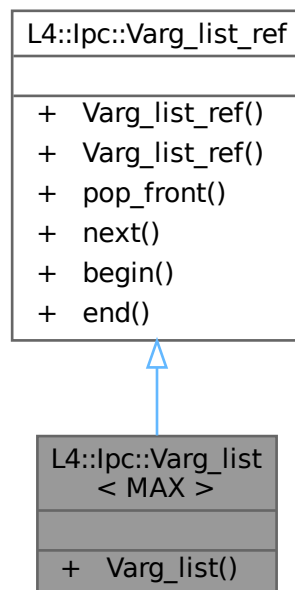 L4::Ipc::Varg_list_ref
+ Varg_list_ref()
+ Varg_list_ref()
+ pop_front()
+ next()
+ begin()
+ end()
L4::Ipc::Varg_list
< MAX >
+ Varg_list()